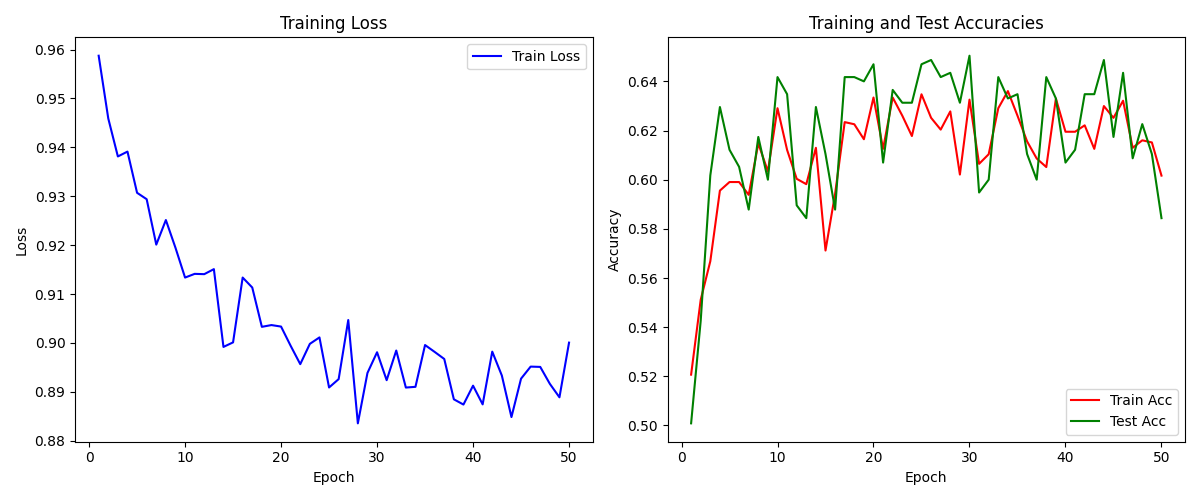 Training Loss
Train Loss
0.96
0.95
0.94
0.93
0.92
0.91
0.90
0.89
0.88
Loss
0 10 20 30 40 50
Epoch
Training and Test Accuracies
0.64
0.62
0.60
0.58
0.56
0.54
0.52
0.50
Accuracy
Train Acc
Test Acc
0 10 20 30 40 50
Epoch